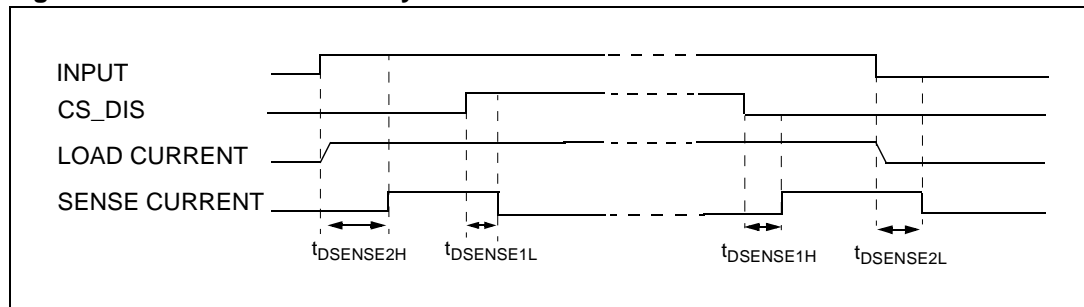 INPUT
CS_DIS
LOAD CURRENT
SENSE CURRENT
tDSENSE2H tDSENSE1L tDSENSE1H tDSENSE2L